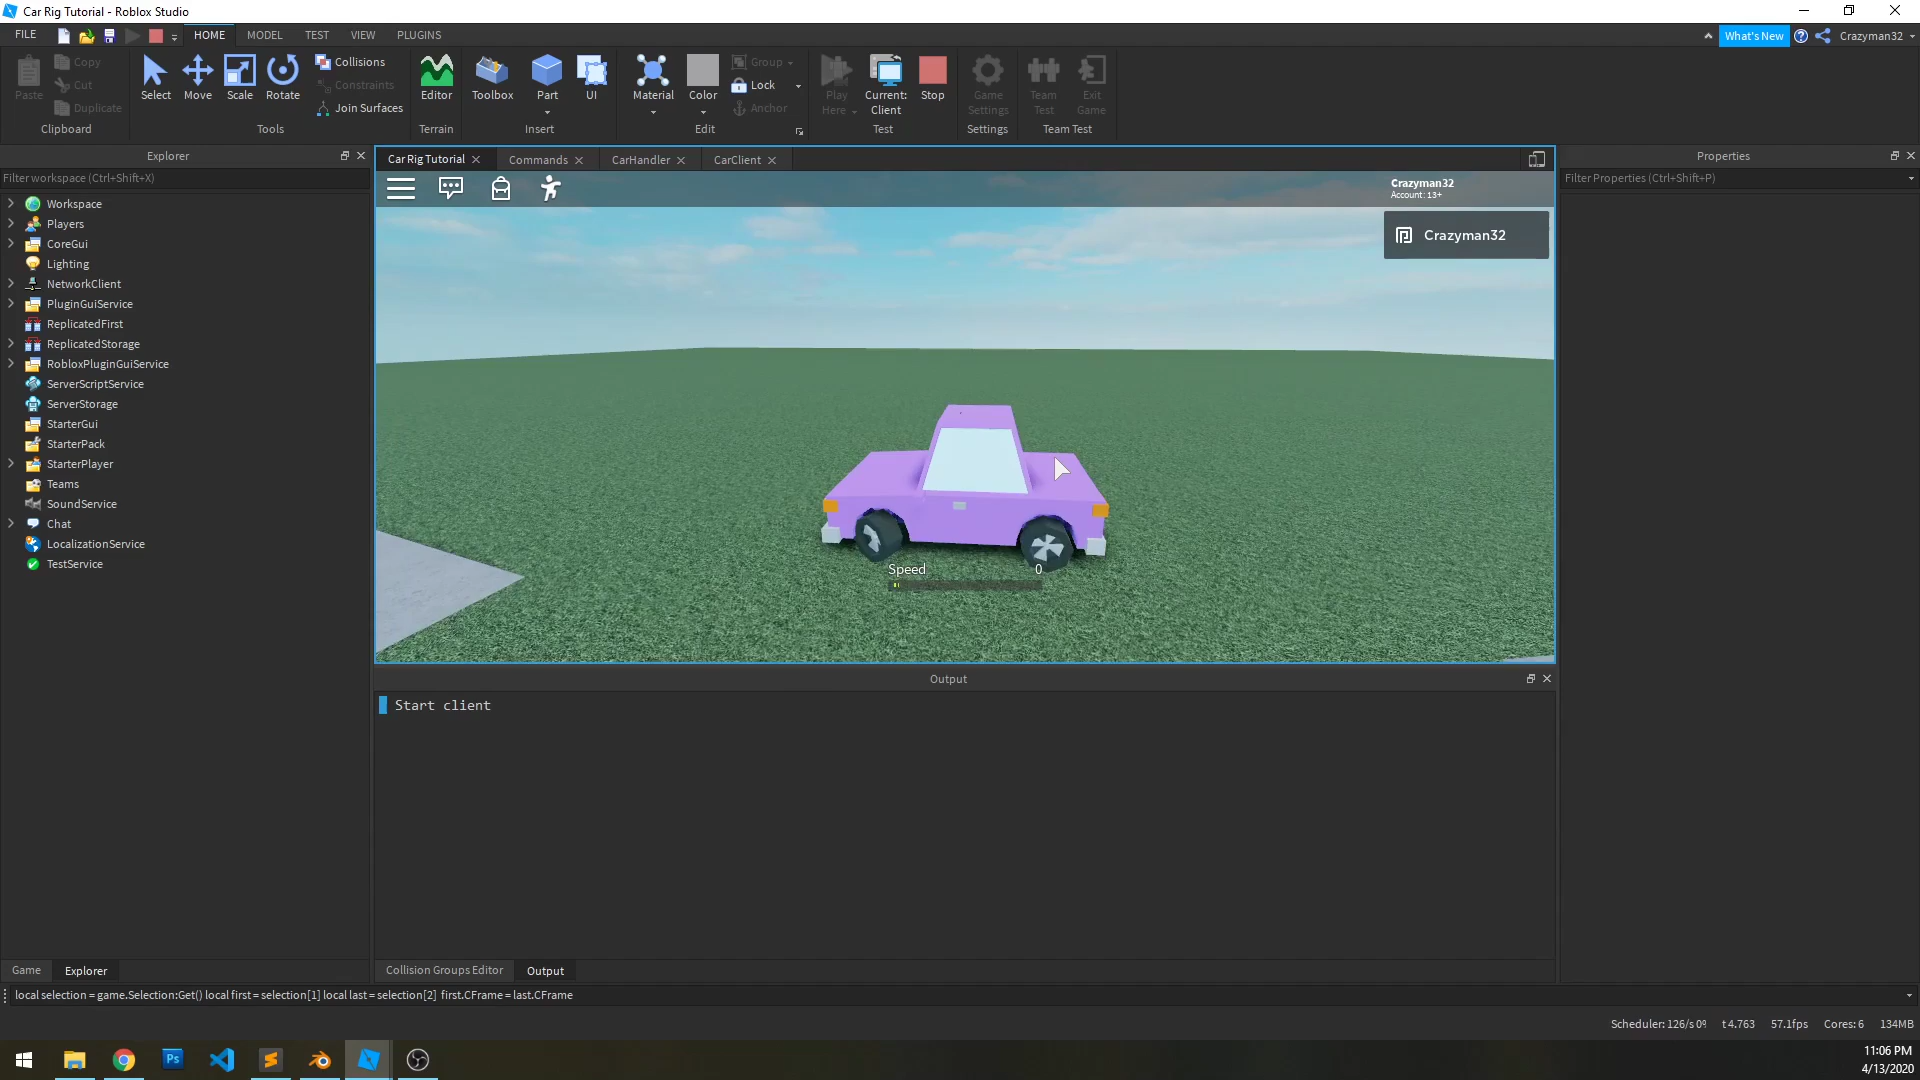 Car Rig Tutorial - Roblox Studio
FILE HOME MODEL TEST VIEW PLUGINS What's New Crazyman32
Paste Copy Cut Duplicate
Select Move Scale Rotate Collisions Constraints Join Surfaces
Editor Toolbox Part UI
Material Color Group Lock Anchor
Play Here Current: Client Stop
Game Settings Team Test Exit Game
Clipboard Tools Terrain Insert Edit Test Settings Team Test
Explorer
Filter workspace (Ctrl+Shift+X)
Workspace
Players
CoreGui
Lighting
NetworkClient
PluginGuiService
ReplicatedFirst
ReplicatedStorage
RobloxPluginGuiService
ServerScriptService
ServerStorage
StarterGui
StarterPack
StarterPlayer
Teams
SoundService
Chat
LocalizationService
TestService
Game Explorer
Car Rig Tutorial Commands CarHandler CarClient
Crazyman32
Account: 13+
Crazyman32
Speed 0
Output
Start client
Collision Groups Editor Output
Properties
Filter Properties (Ctrl+Shift+P)
local selection = game.Selection:Get() local first = selection[1] local last = selection[2] first.CFrame = last.CFrame
Scheduler: 126/s 0% t 4.763 57.1fps Cores: 6 134MB
Ps
11:06 PM
4/13/2020